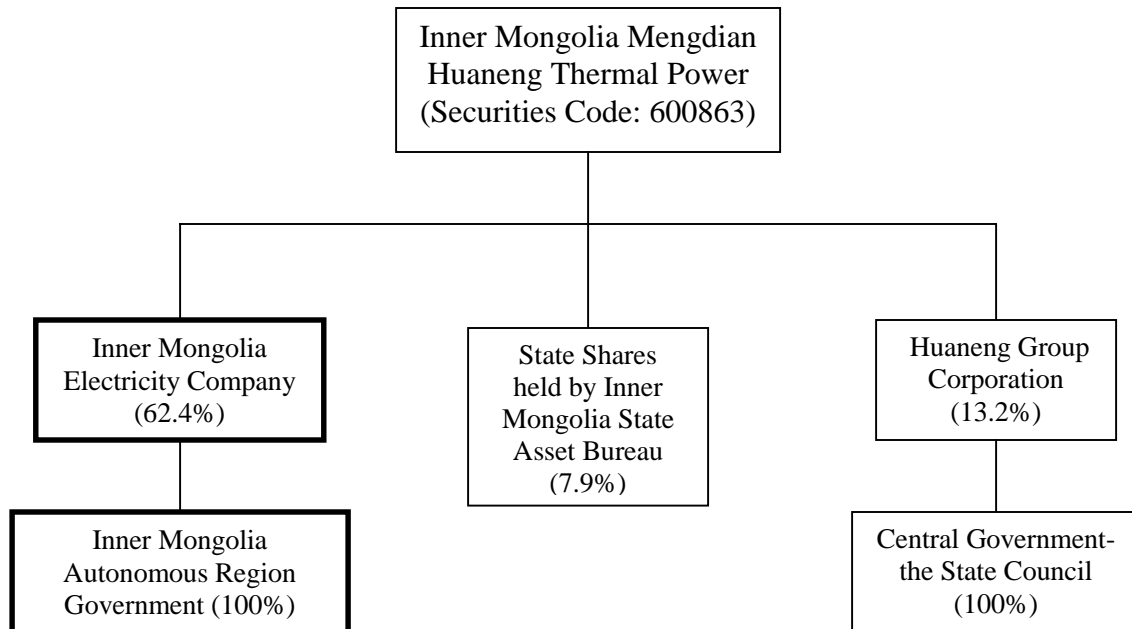 Inner Mongolia Mengdian
Huaneng Thermal Power
(Securities Code: 600863)
Inner Mongolia
Electricity Company
(62.4%)
State Shares
held by Inner
Mongolia State
Asset Bureau
(7.9%)
Huaneng Group
Corporation
(13.2%)
Inner Mongolia
Autonomous Region
Government (100%)
Central Government-
the State Council
(100%)